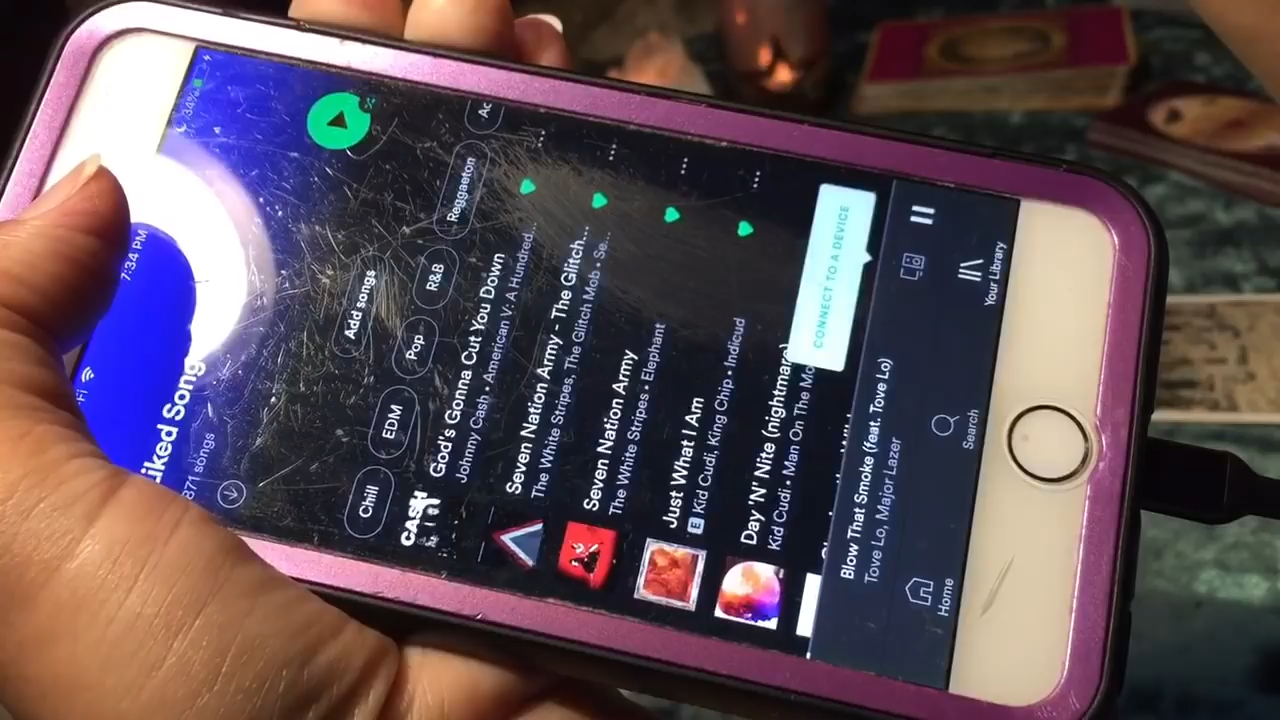 Fi
7:34 PM
34%
Liked Song
871 songs
Add songs
Chill
EDM
Pop
R&B
Reggaeton
Ac
CASH
God's Gonna Cut You Down
Johnny Cash • American V: A Hundred...
Seven Nation Army - The Glitch...
The White Stripes, The Glitch Mob • Se...
Seven Nation Army
The White Stripes • Elephant
Just What I Am
E Kid Cudi, King Chip • Indicud
Day 'N' Nite (nightmare)
Kid Cudi • Man On The Mo
CONNECT TO A DEVICE
Blow That Smoke (feat. Tove Lo)
Tove Lo, Major Lazer
Home
Search
Your Library